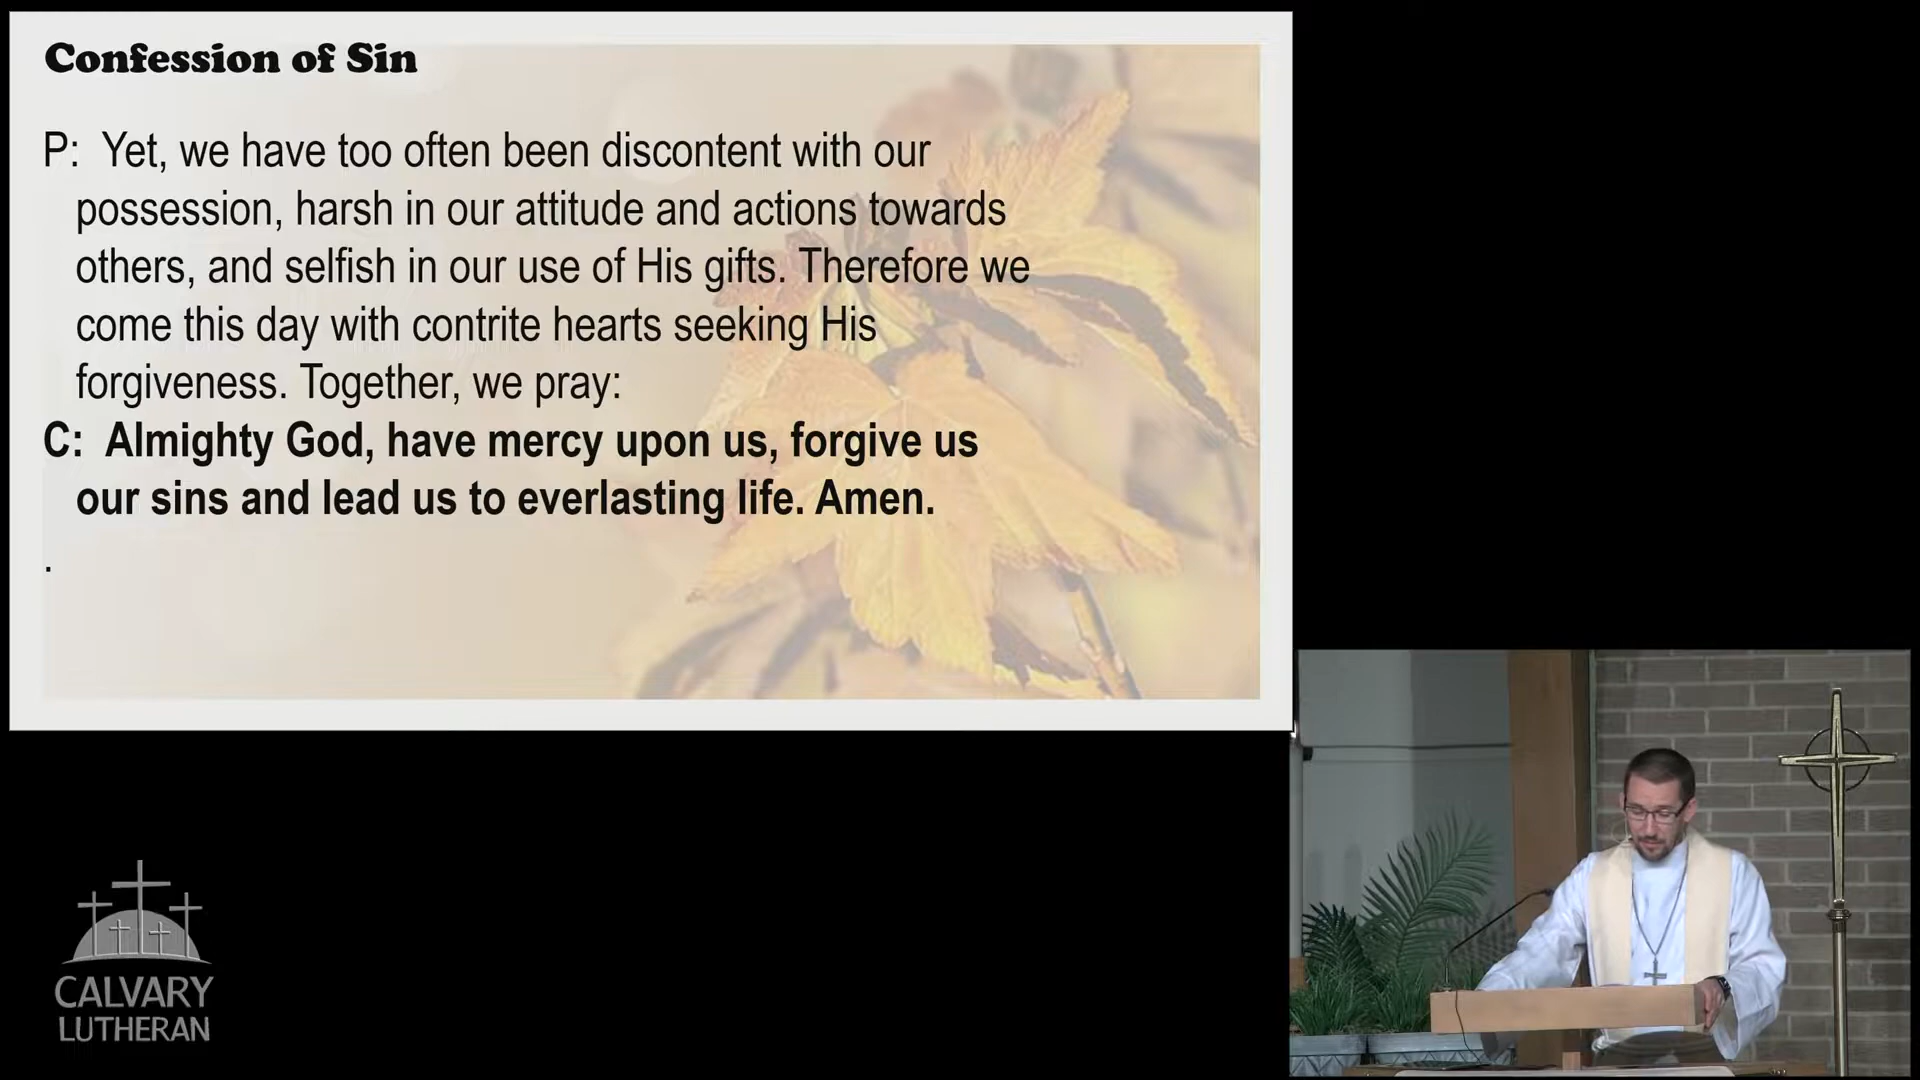 Confession of Sin
P: Yet, we have too often been discontent with our
possession, harsh in our attitude and actions towards
others, and selfish in our use of His gifts. Therefore we
come this day with contrite hearts seeking His
forgiveness. Together, we pray:
C: Almighty God, have mercy upon us, forgive us
our sins and lead us to everlasting life. Amen.
.
CALVARY
LUTHERAN